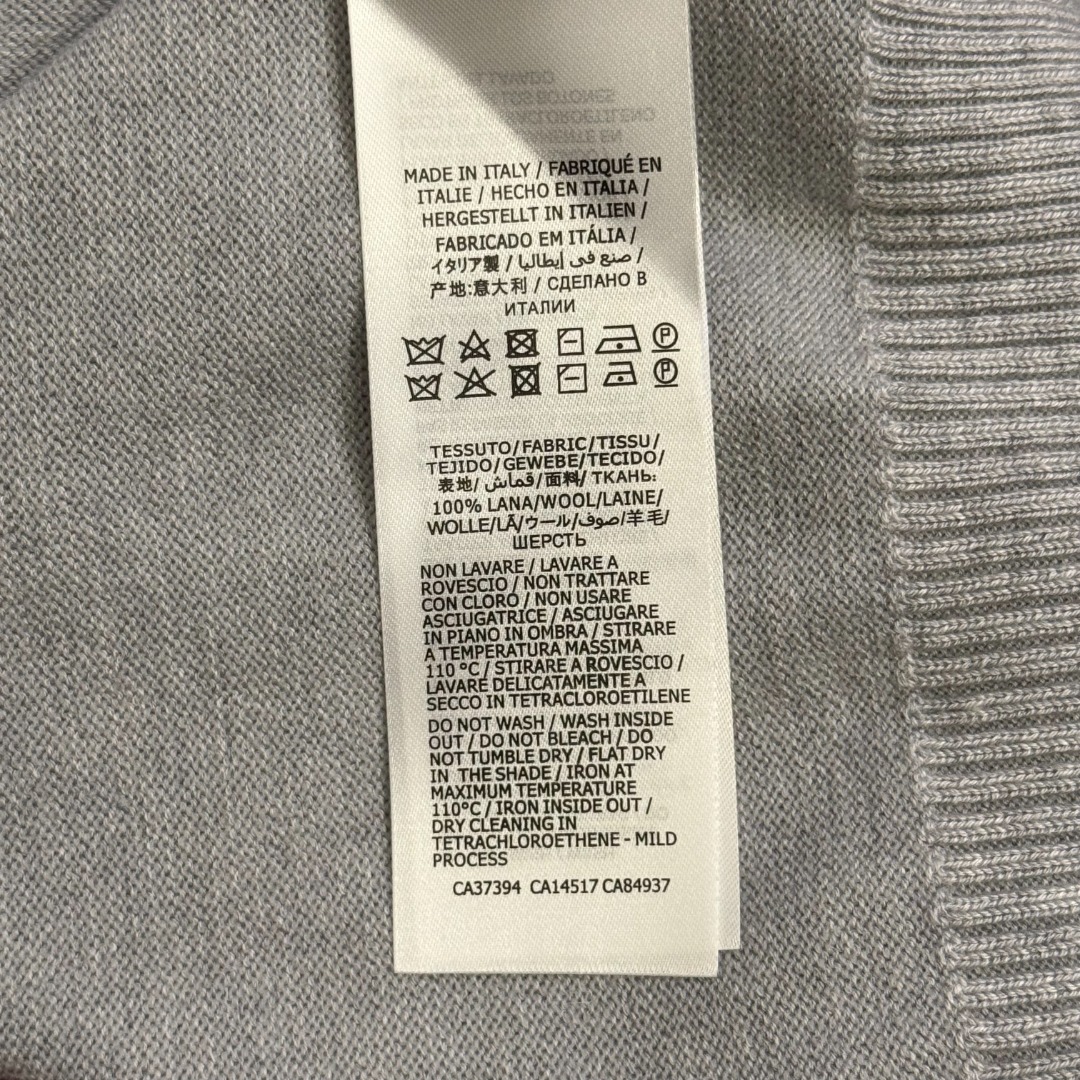 MADE IN ITALY / FABRIQUÉ EN
ITALIE / HECHO EN ITALIA /
HERGESTELLT IN ITALIEN /
FABRICADO EM ITÁLIA /
イタリア製 / صنع في إيطاليا /
产地:意大利 / СДЕЛАНО В
ИТАЛИИ
TESSUTO/FABRIC/TISSU/
TEJIDO/GEWEBE/TECIDO/
表地/ قماش/面料/ ТКАНЬ:
100% LANA/WOOL/LAINE/
WOLLE/LÃ/ウール/صوف/羊毛/
ШЕРСТЬ
NON LAVARE / LAVARE A
ROVESCIO / NON TRATTARE
CON CLORO / NON USARE
ASCIUGATRICE / ASCIUGARE
IN PIANO IN OMBRA / STIRARE
A TEMPERATURA MASSIMA
110 °C / STIRARE A ROVESCIO /
LAVARE DELICATAMENTE A
SECCO IN TETRACLOROETILENE
DO NOT WASH / WASH INSIDE
OUT / DO NOT BLEACH / DO
NOT TUMBLE DRY / FLAT DRY
IN THE SHADE / IRON AT
MAXIMUM TEMPERATURE
110°C / IRON INSIDE OUT /
DRY CLEANING IN
TETRACHLOROETHENE - MILD
PROCESS
CA37394 CA14517 CA84937